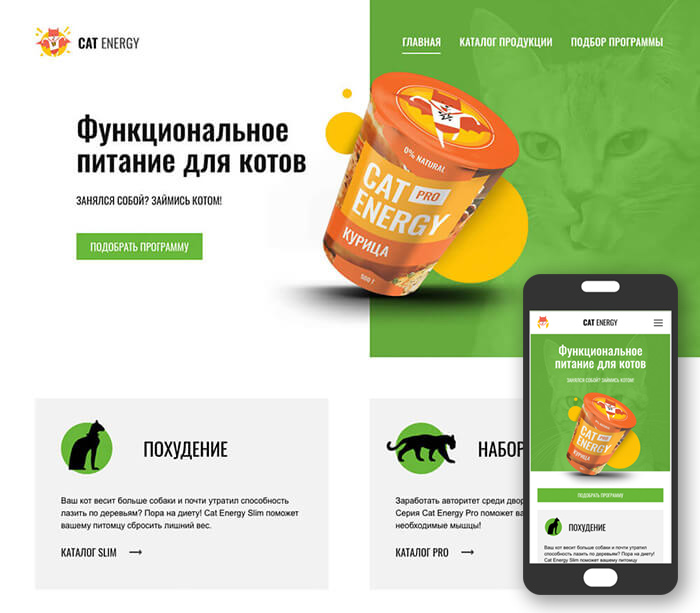 CAT ENERGY
ГЛАВНАЯ КАТАЛОГ ПРОДУКЦИИ ПОДБОР ПРОГРАММЫ
Функциональное
питание для котов
ЗАНЯЛСЯ СОБОЙ? ЗАЙМИСЬ КОТОМ!
ПОДОБРАТЬ ПРОГРАММУ
0% NATURAL
CAT PRO
ENERGY
КУРИЦА
500 г
ПОХУДЕНИЕ
Ваш кот весит больше собаки и почти утратил способность
лазить по деревьям? Пора на диету! Cat Energy Slim поможет
вашему питомцу сбросить лишний вес.
КАТАЛОГ SLIM
НАБОР
Заработать авторитет среди
Серия Cat Energy Pro поможет
необходимые мышцы!
КАТАЛОГ PRO
CAT ENERGY
Функциональное
питание для котов
ЗАНЯЛСЯ СОБОЙ? ЗАЙМИСЬ КОТОМ!
CAT PRO
ENERGY
КУРИЦА
ПОДОБРАТЬ ПРОГРАММУ
ПОХУДЕНИЕ
Ваш кот весит больше собаки и почти утратил
способность лазить по деревьям? Пора на диету!
Cat Energy Slim поможет вашему питомцу